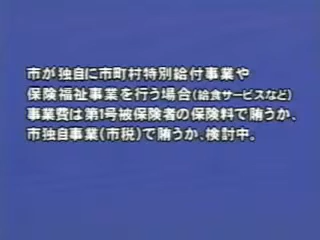 市が独自に市町村特別給付事業や
保険福祉事業を行う場合(給食サービスなど)
事業費は第1号被保険者の保険料で賄うか、
市独自事業(市税)で賄うか、検討中。